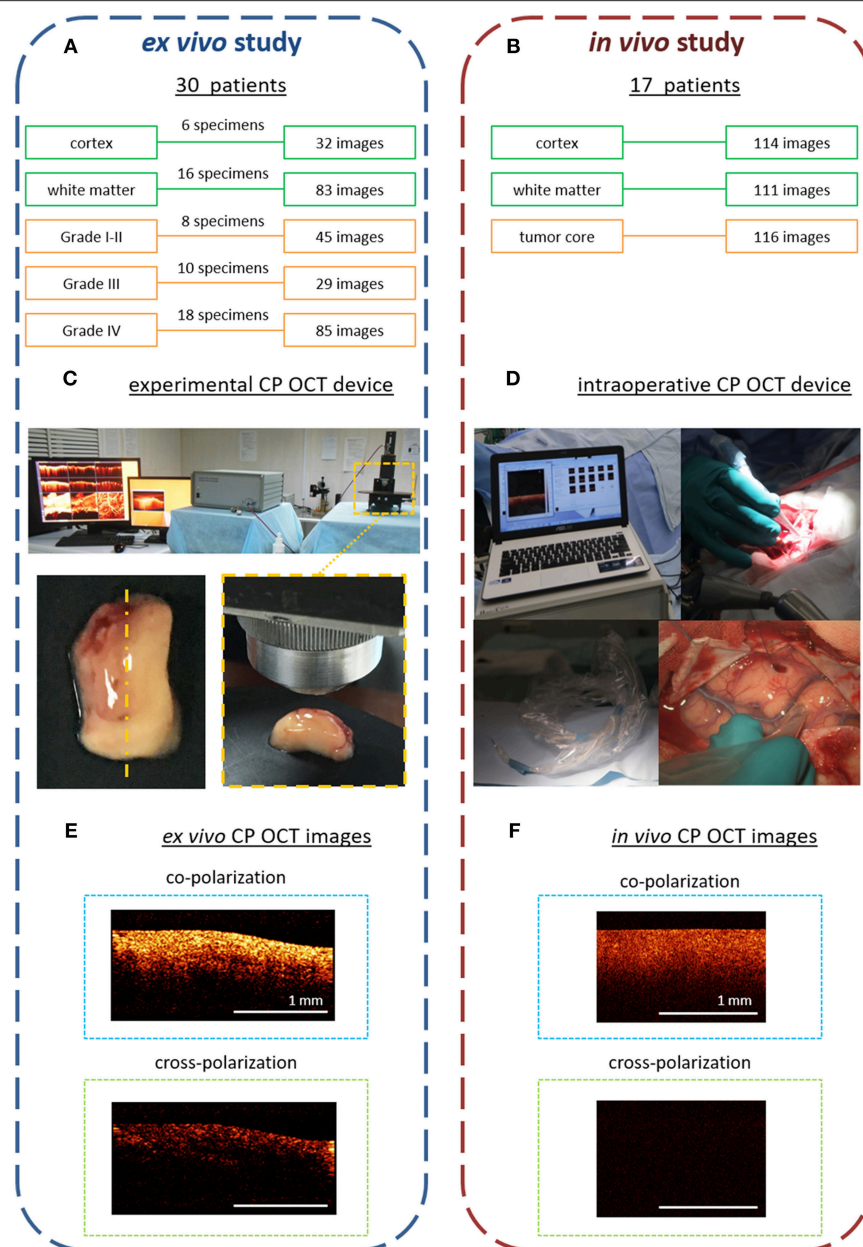 A
ex vivo study
30 patients
cortex
6 specimens
32 images
white matter
16 specimens
83 images
Grade I-II
8 specimens
45 images
Grade III
10 specimens
29 images
Grade IV
18 specimens
85 images
B
in vivo study
17 patients
cortex
114 images
white matter
111 images
tumor core
116 images
C
experimental CP OCT device
D
intraoperative CP OCT device
E
ex vivo CP OCT images
co-polarization
1 mm
cross-polarization
F
in vivo CP OCT images
co-polarization
1 mm
cross-polarization